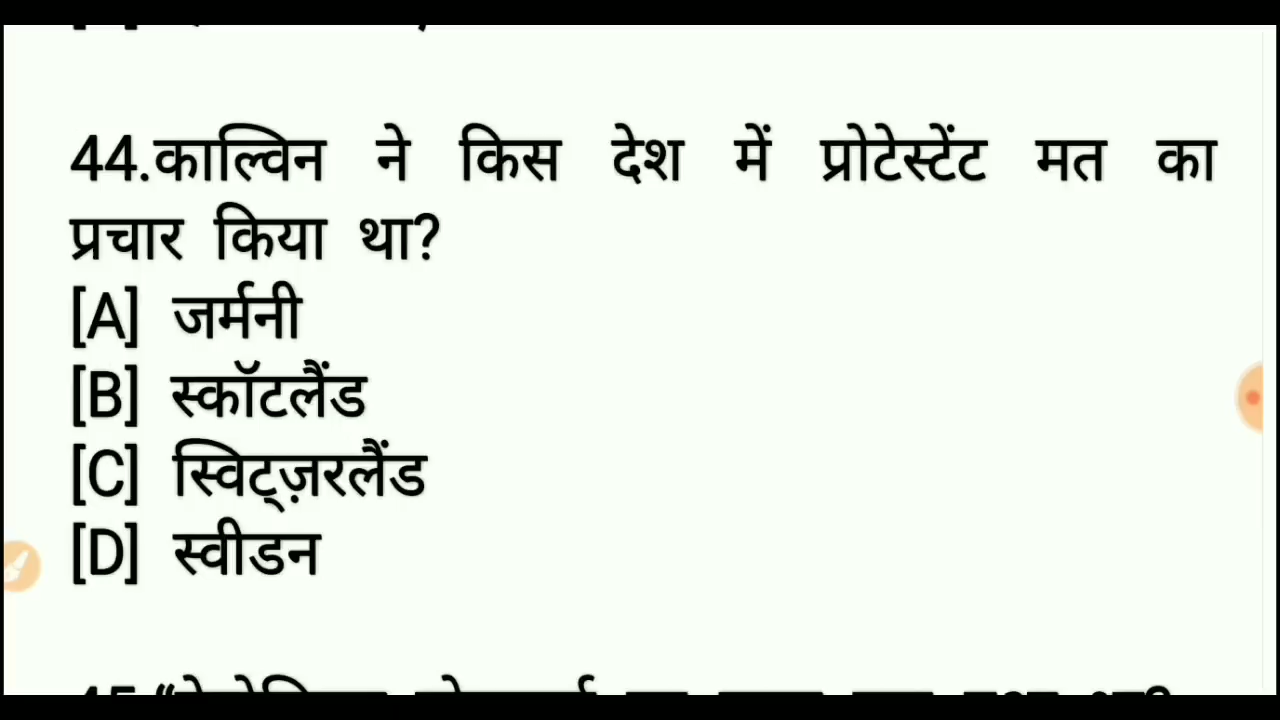 44.काल्विन ने किस देश में प्रोटेस्टेंट मत का
प्रचार किया था?
[A] जर्मनी
[B] स्कॉटलैंड
[C] स्विट्ज़रलैंड
[D] स्वीडन